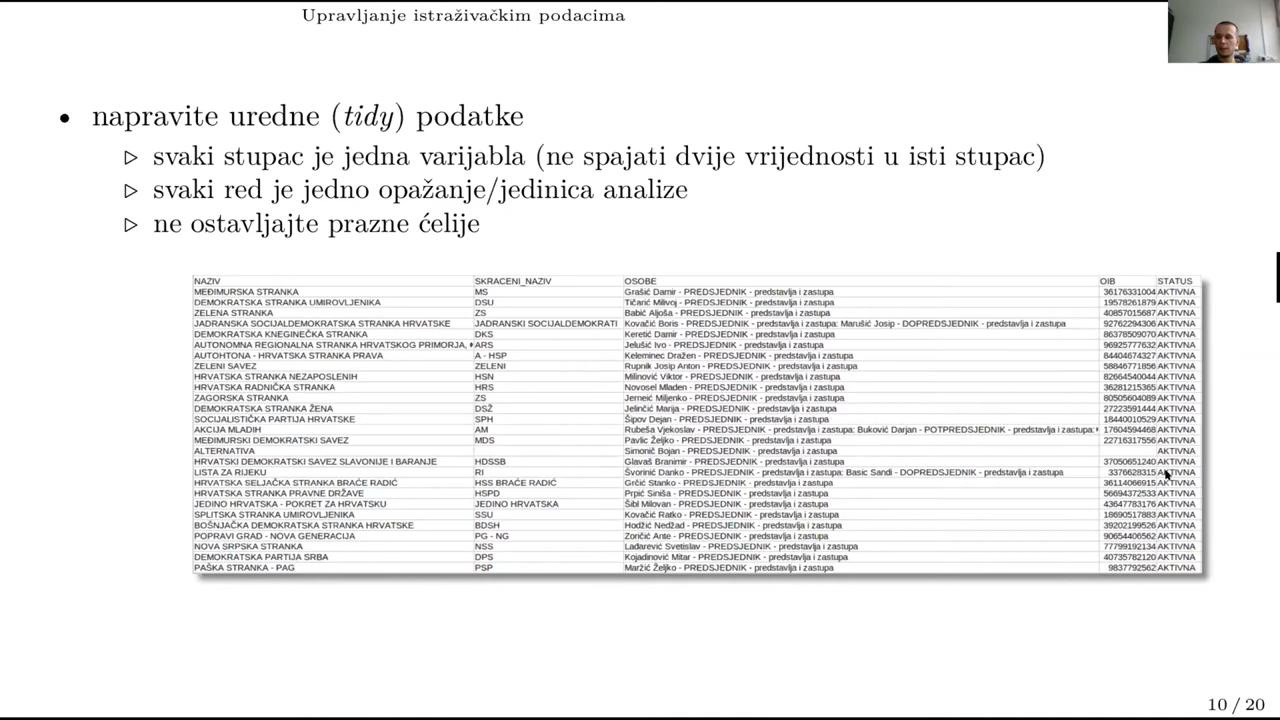 Upravljanje istraživačkim podacima
• napravite uredne (tidy) podatke
▷ svaki stupac je jedna varijabla (ne spajati dvije vrijednosti u isti stupac)
▷ svaki red je jedno opažanje/jedinica analize
▷ ne ostavljajte prazne ćelije
NAZIV SKRACENI_NAZIV OSOBE OIB STATUS
MEĐIMURSKA STRANKA MS Grašić Damir - PREDSJEDNIK - predstavlja i zastupa 36176331004 AKTIVNA
DEMOKRATSKA STRANKA UMIROVLJENIKA DSU Tičarić Milivoj - PREDSJEDNIK - predstavlja i zastupa 19578261879 AKTIVNA
ZELENA STRANKA ZS Babić Aljoša - PREDSJEDNIK - predstavlja i zastupa 40857015687 AKTIVNA
JADRANSKA SOCIJALDEMOKRATSKA STRANKA HRVATSKE JADRANSKI SOCIJALDEMOKRATI Kovačić Boris - PREDSJEDNIK - predstavlja i zastupa: Marušić Josip - DOPREDSJEDNIK - predstavlja i zastupa 92762294306 AKTIVNA
DEMOKRATSKA KNEGINEČKA STRANKA DKS Keretić Damir - PREDSJEDNIK - predstavlja i zastupa 86378509070 AKTIVNA
AUTONOMNA REGIONALNA STRANKA HRVATSKOG PRIMORJA, ARS Jelušić Ivo - PREDSJEDNIK - predstavlja i zastupa 96925777632 AKTIVNA
AUTOHTONA - HRVATSKA STRANKA PRAVA A - HSP Keleminec Dražen - PREDSJEDNIK - predstavlja i zastupa 84404674327 AKTIVNA
ZELENI SAVEZ ZELENI Rupnik Josip Anton - PREDSJEDNIK - predstavlja i zastupa 58846771856 AKTIVNA
HRVATSKA STRANKA NEZAPOSLENIH HSN Milinović Viktor - PREDSJEDNIK - predstavlja i zastupa 82664540044 AKTIVNA
HRVATSKA RADNIČKA STRANKA HRS Novosel Mladen - PREDSJEDNIK - predstavlja i zastupa 36281215365 AKTIVNA
ZAGORSKA STRANKA ZS Jerneić Miljenko - PREDSJEDNIK - predstavlja i zastupa 80505604089 AKTIVNA
DEMOKRATSKA STRANKA ŽENA DSŽ Jelinčić Marija - PREDSJEDNIK - predstavlja i zastupa 27223591444 AKTIVNA
SOCIJALISTIČKA PARTIJA HRVATSKE SPH Šipov Dejan - PREDSJEDNIK - predstavlja i zastupa 18440010529 AKTIVNA
AKCIJA MLADIH AM Rubeša Vjekoslav - PREDSJEDNIK - predstavlja i zastupa: Buković Darjan - POTPREDSJEDNIK - predstavlja i zastupa: 17604594468 AKTIVNA
MEĐIMURSKI DEMOKRATSKI SAVEZ MDS Pavlic Željko - PREDSJEDNIK - predstavlja i zastupa 22716317556 AKTIVNA
ALTERNATIVA Simonič Bojan - PREDSJEDNIK - predstavlja i zastupa AKTIVNA
HRVATSKI DEMOKRATSKI SAVEZ SLAVONIJE I BARANJE HDSSB Glavaš Branimir - PREDSJEDNIK - predstavlja i zastupa 37050651240 AKTIVNA
LISTA ZA RIJEKU RI Švorinić Danko - PREDSJEDNIK - predstavlja i zastupa: Basic Sandi - DOPREDSJEDNIK - predstavlja i zastupa 3376628315 AKTIVNA
HRVATSKA SELJAČKA STRANKA BRAĆE RADIĆ HSS BRAĆE RADIĆ Grčić Stanko - PREDSJEDNIK - predstavlja i zastupa 36114066915 AKTIVNA
HRVATSKA STRANKA PRAVNE DRŽAVE HSPD Prpić Siniša - PREDSJEDNIK - predstavlja i zastupa 56694372533 AKTIVNA
JEDINO HRVATSKA - POKRET ZA HRVATSKU JEDINO HRVATSKA Šibl Milovan - PREDSJEDNIK - predstavlja i zastupa 43647783176 AKTIVNA
SPLITSKA STRANKA UMIROVLJENIKA SSU Kovačić Ratko - PREDSJEDNIK - predstavlja i zastupa 18690517883 AKTIVNA
BOŠNJAČKA DEMOKRATSKA STRANKA HRVATSKE BDSH Hodžić Nedžad - PREDSJEDNIK - predstavlja i zastupa 39202199526 AKTIVNA
POPRAVI GRAD - NOVA GENERACIJA PG - NG Zoričić Ante - PREDSJEDNIK - predstavlja i zastupa 90654406562 AKTIVNA
NOVA SRPSKA STRANKA NSS Lađarević Svetislav - PREDSJEDNIK - predstavlja i zastupa 77799192134 AKTIVNA
DEMOKRATSKA PARTIJA SRBA DPS Kojadinović Mitar - PREDSJEDNIK - predstavlja i zastupa 40735782120 AKTIVNA
PAŠKA STRANKA - PAG PSP Maržić Željko - PREDSJEDNIK - predstavlja i zastupa 9837792562 AKTIVNA
10 / 20